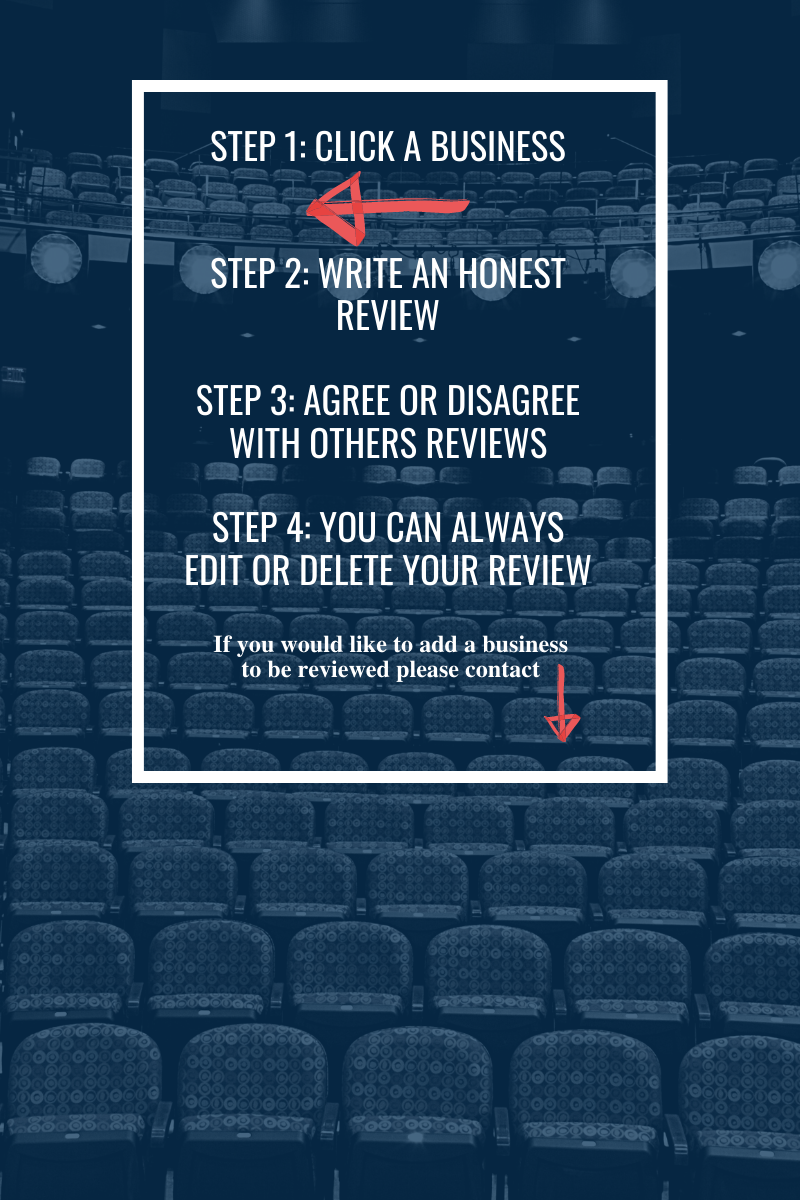 STEP 1: CLICK A BUSINESS
STEP 2: WRITE AN HONEST
REVIEW
STEP 3: AGREE OR DISAGREE
WITH OTHERS REVIEWS
STEP 4: YOU CAN ALWAYS
EDIT OR DELETE YOUR REVIEW
If you would like to add a business
to be reviewed please contact